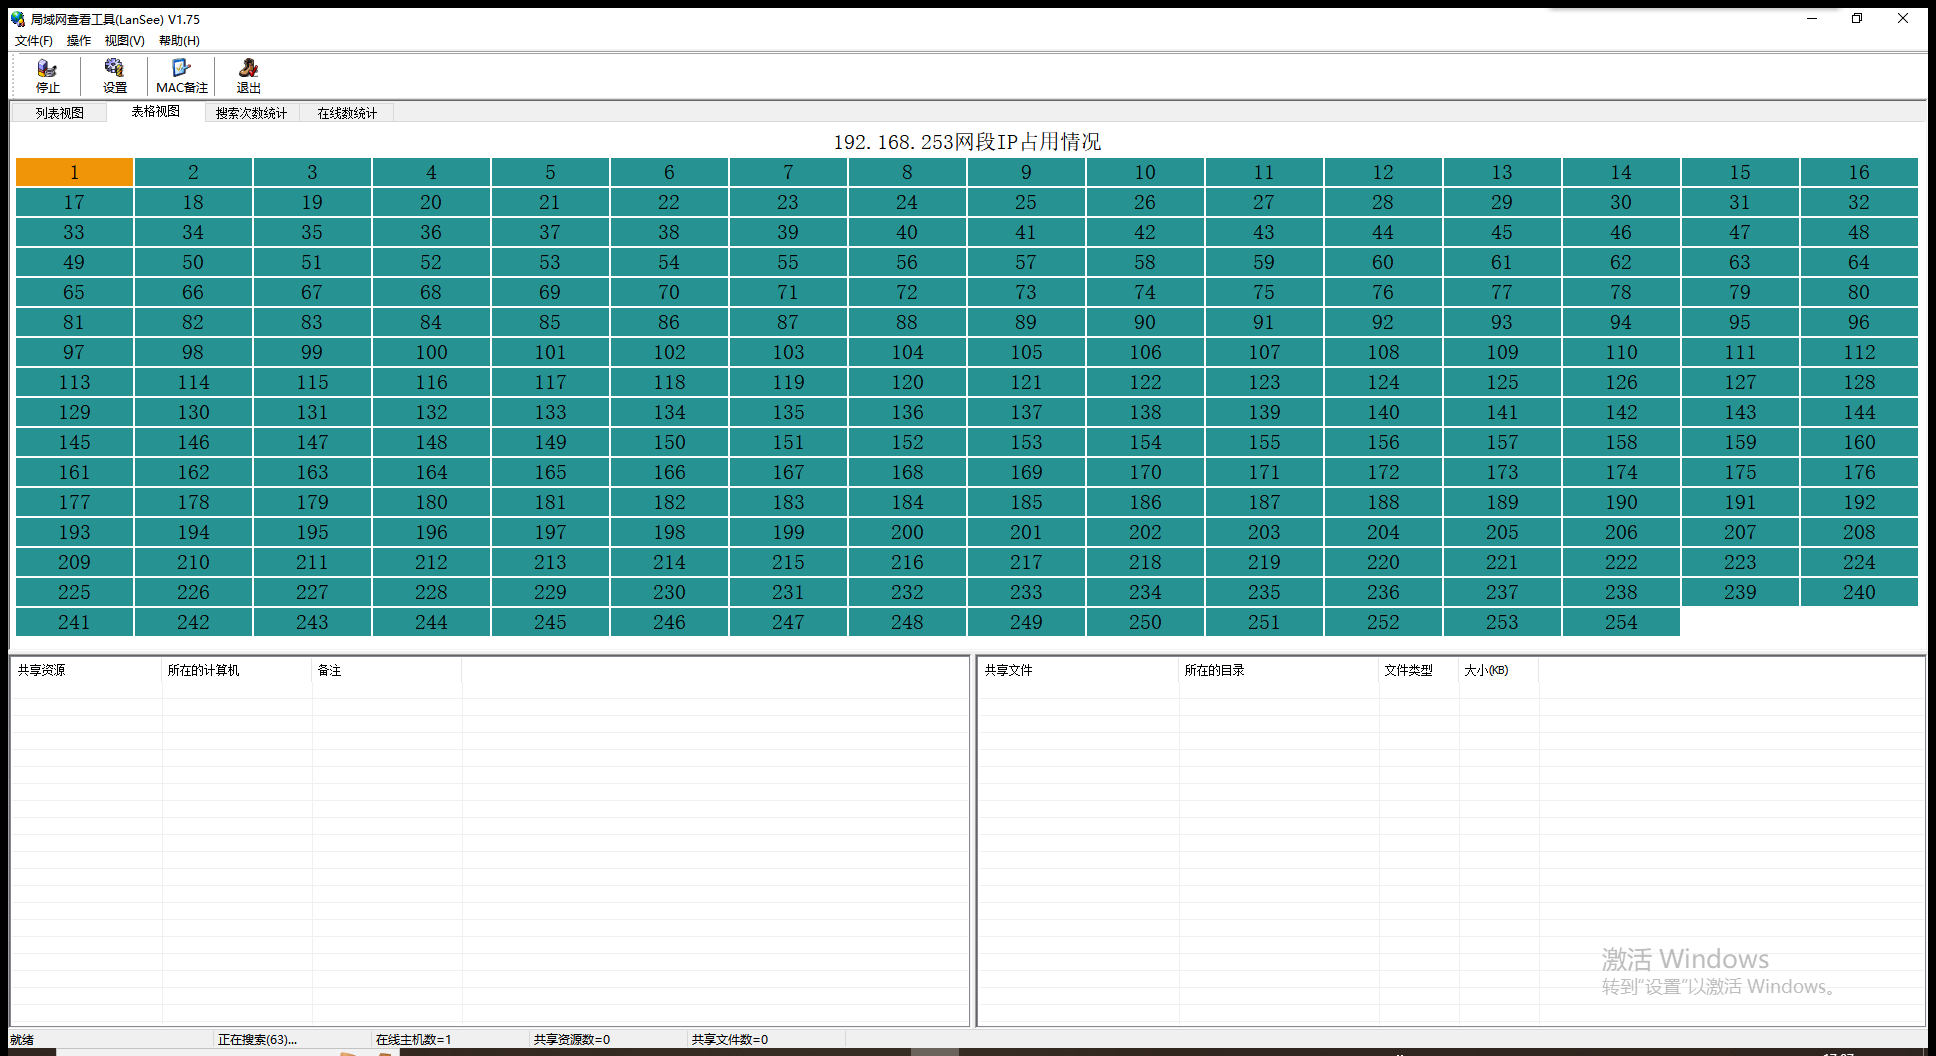 局域网查看工具(LanSee) V1.75
文件(F) 操作 视图(V) 帮助(H)
停止 设置 MAC备注 退出
列表视图 表格视图 搜索次数统计 在线数统计
192.168.253网段IP占用情况
1 2 3 4 5 6 7 8 9 10 11 12 13 14 15 16
17 18 19 20 21 22 23 24 25 26 27 28 29 30 31 32
33 34 35 36 37 38 39 40 41 42 43 44 45 46 47 48
49 50 51 52 53 54 55 56 57 58 59 60 61 62 63 64
65 66 67 68 69 70 71 72 73 74 75 76 77 78 79 80
81 82 83 84 85 86 87 88 89 90 91 92 93 94 95 96
97 98 99 100 101 102 103 104 105 106 107 108 109 110 111 112
113 114 115 116 117 118 119 120 121 122 123 124 125 126 127 128
129 130 131 132 133 134 135 136 137 138 139 140 141 142 143 144
145 146 147 148 149 150 151 152 153 154 155 156 157 158 159 160
161 162 163 164 165 166 167 168 169 170 171 172 173 174 175 176
177 178 179 180 181 182 183 184 185 186 187 188 189 190 191 192
193 194 195 196 197 198 199 200 201 202 203 204 205 206 207 208
209 210 211 212 213 214 215 216 217 218 219 220 221 222 223 224
225 226 227 228 229 230 231 232 233 234 235 236 237 238 239 240
241 242 243 244 245 246 247 248 249 250 251 252 253 254
共享资源 所在的计算机 备注 共享文件 所在的目录 文件类型 大小(KB)
激活 Windows
转到“设置”以激活 Windows。
就绪 正在搜索(63)... 在线主机数=1 共享资源数=0 共享文件数=0